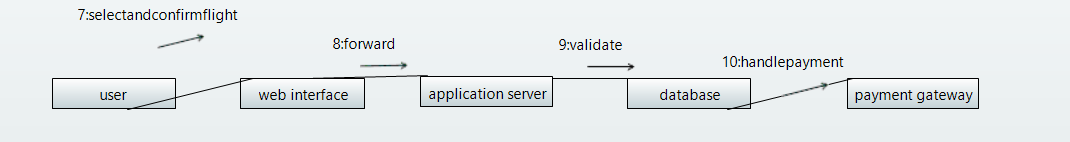 7:selectandconfirmflight
8:forward
9:validate
10:handlepayment
user
web interface
application server
database
payment gateway